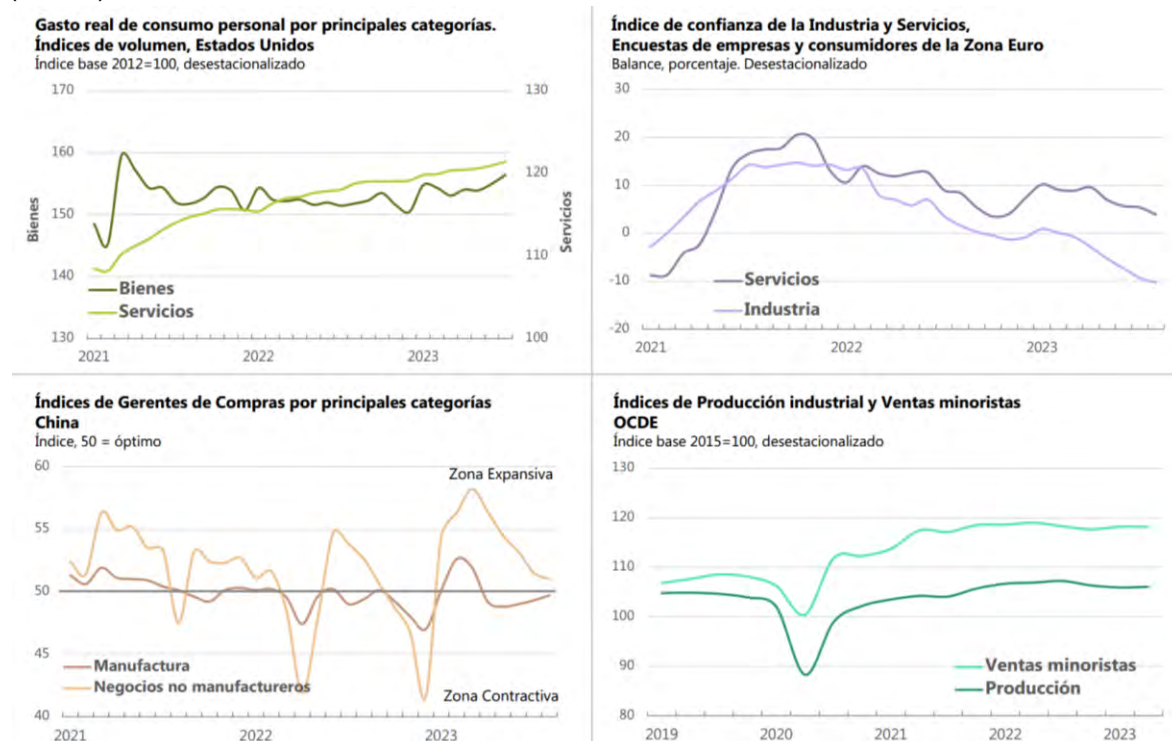 Gasto real de consumo personal por principales categorías.
Índices de volumen, Estados Unidos
Índice base 2012=100, desestacionalizado
170
130
160
120
Bienes
150
Servicios
110
140
Bienes
Servicios
130
100
2021
2022
2023
Índice de confianza de la Industria y Servicios,
Encuestas de empresas y consumidores de la Zona Euro
Balance, porcentaje. Desestacionalizado
30
20
10
0
-10
Servicios
Industria
-20
2021
2022
2023
Índices de Gerentes de Compras por principales categorías
China
Índice, 50 = óptimo
60
Zona Expansiva
55
50
45
Manufactura
Negocios no manufactureros
Zona Contractiva
40
2021
2022
2023
Índices de Producción industrial y Ventas minoristas
OCDE
Índice base 2015=100, desestacionalizado
130
120
110
100
90
Ventas minoristas
Producción
80
2019
2020
2021
2022
2023